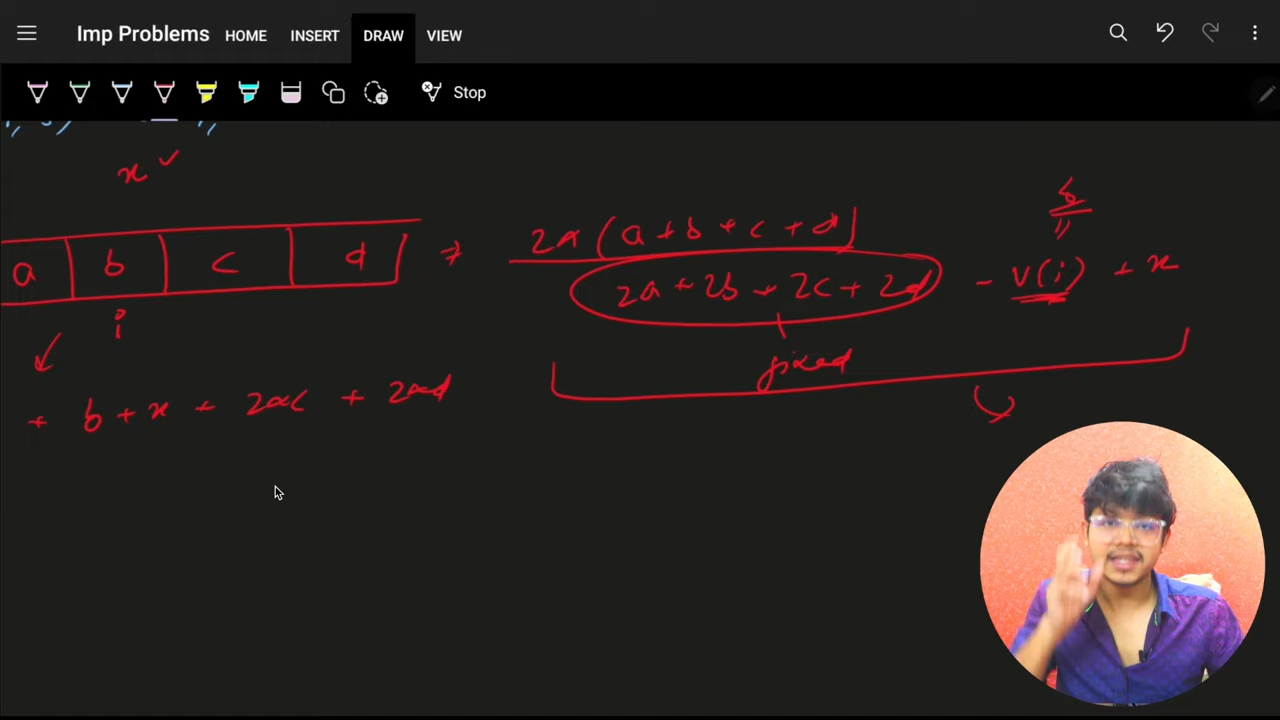 Imp Problems HOME INSERT DRAW VIEW
Stop
x ✓
a b c d ⇒ 2x(a+b+c+d)
2a + 2b + 2c + 2d - v(i) + x
b
i
fixed
+ b + x + 2xc + 2xd